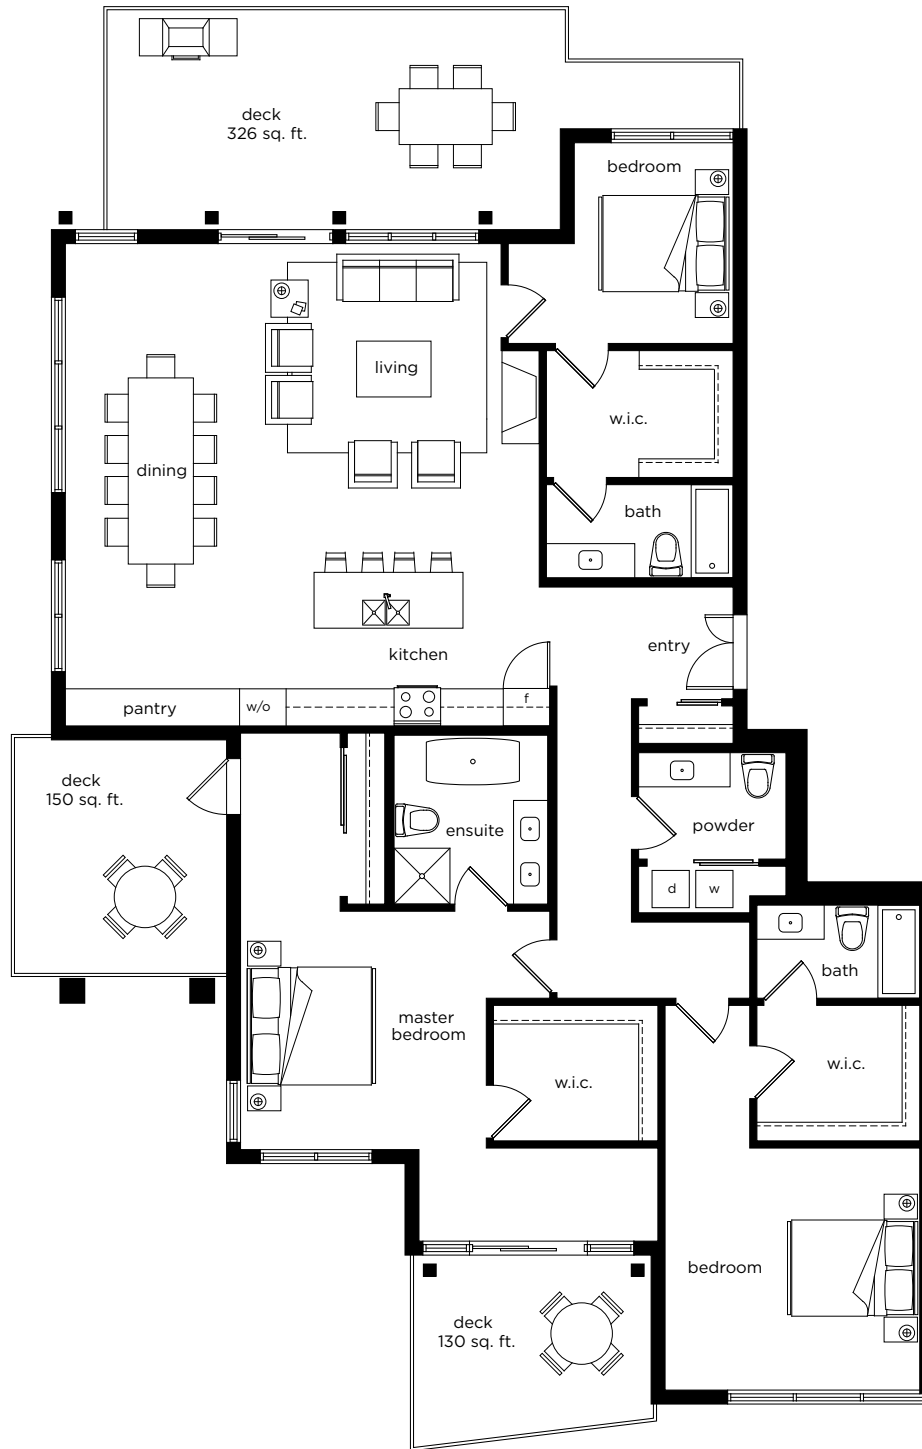 deck
326 sq. ft.
bedroom
living
w.i.c.
dining
bath
entry
kitchen
f
w/o
pantry
deck
150 sq. ft.
powder
ensuite
d
w
bath
master
bedroom
w.i.c.
w.i.c.
bedroom
deck
130 sq. ft.